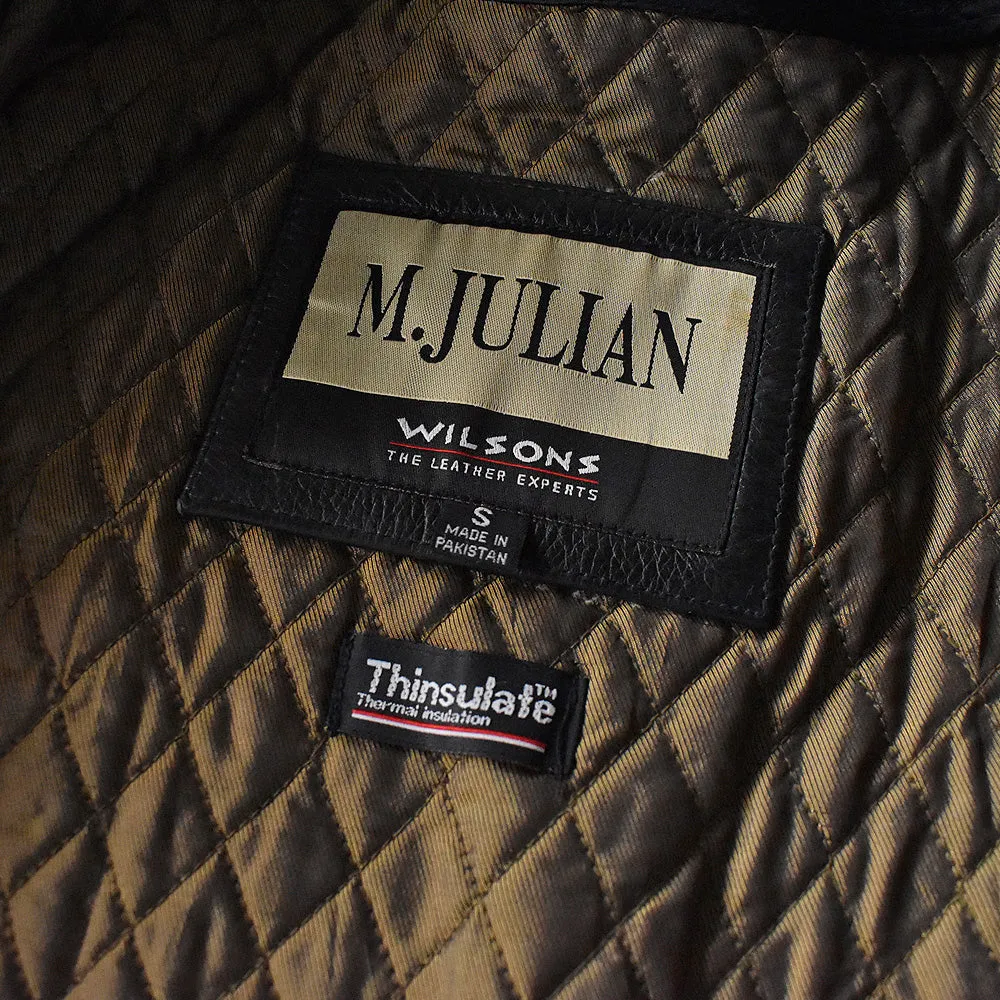 M.JULIAN
WILSONS
THE LEATHER EXPERTS
S
MADE IN
PAKISTAN
Thinsulate™
Thermal insulation